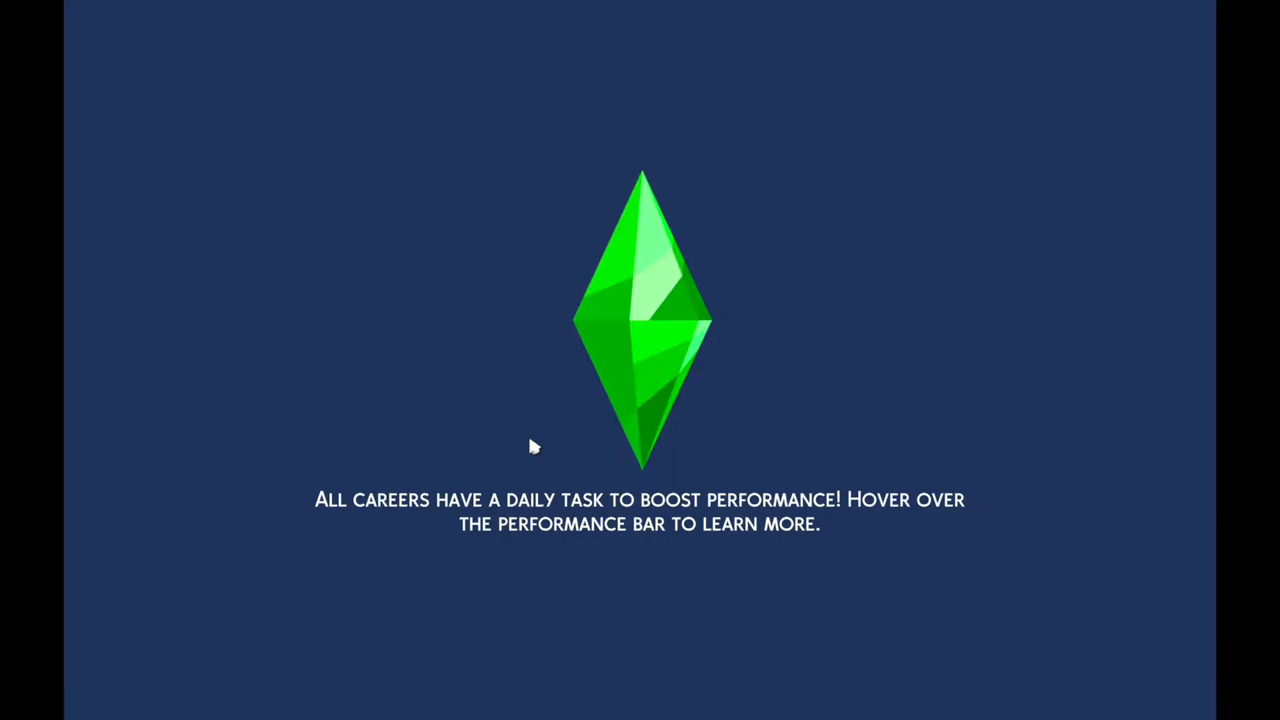 All careers have a daily task to boost performance! Hover over
the performance bar to learn more.